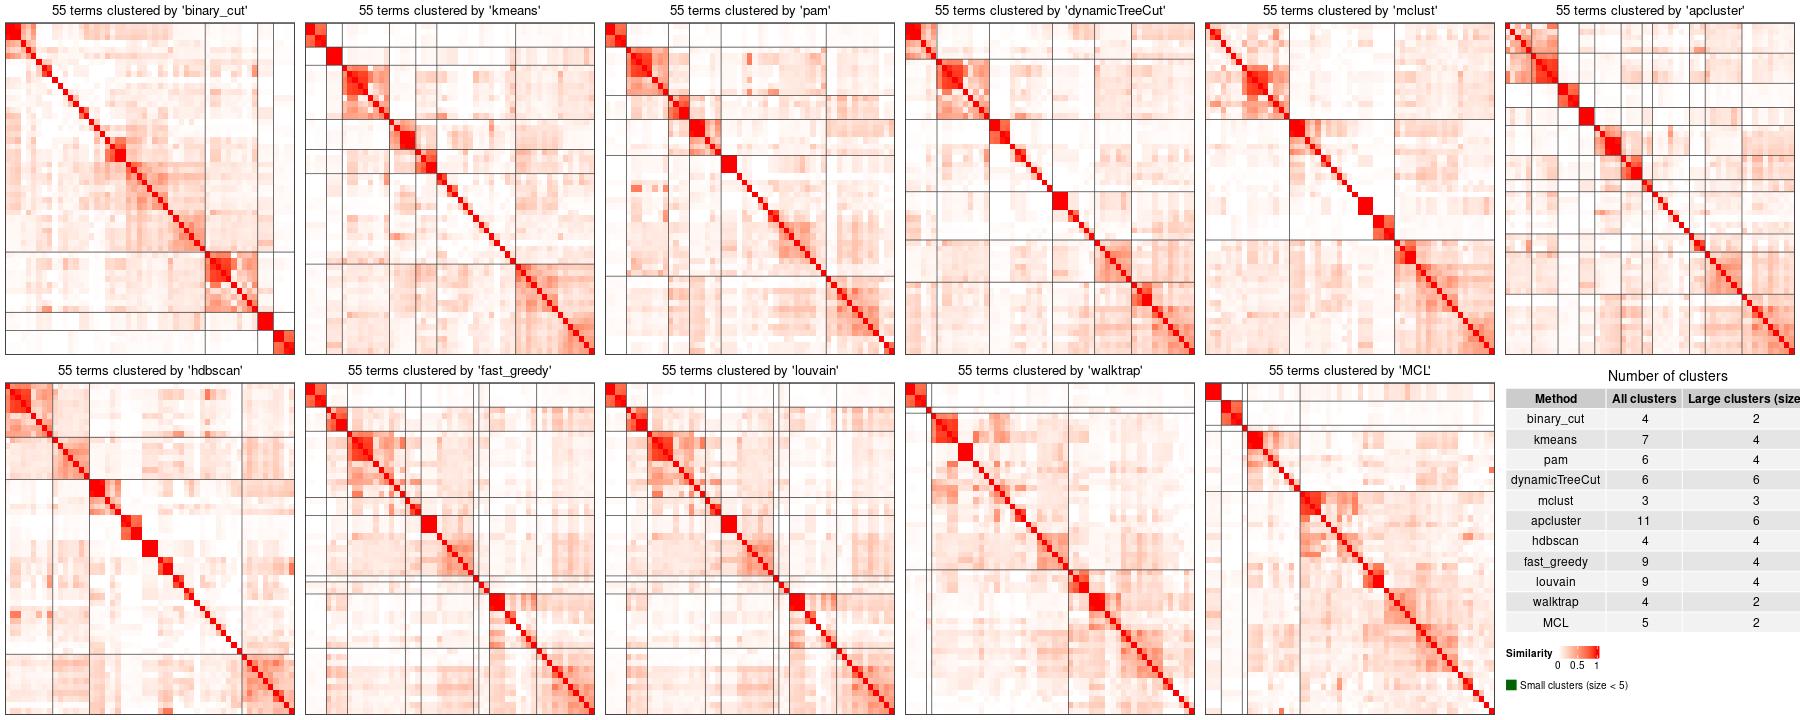 55 terms clustered by 'binary_cut'
55 terms clustered by 'kmeans'
55 terms clustered by 'pam'
55 terms clustered by 'dynamicTreeCut'
55 terms clustered by 'mclust'
55 terms clustered by 'apcluster'
55 terms clustered by 'hdbscan'
55 terms clustered by 'fast_greedy'
55 terms clustered by 'louvain'
55 terms clustered by 'walktrap'
55 terms clustered by 'MCL'
Number of clusters
Method All clusters Large clusters (size
binary_cut 4 2
kmeans 7 4
pam 6 4
dynamicTreeCut 6 6
mclust 3 3
apcluster 11 6
hdbscan 4 4
fast_greedy 9 4
louvain 9 4
walktrap 4 2
MCL 5 2
Similarity
0 0.5 1
Small clusters (size < 5)